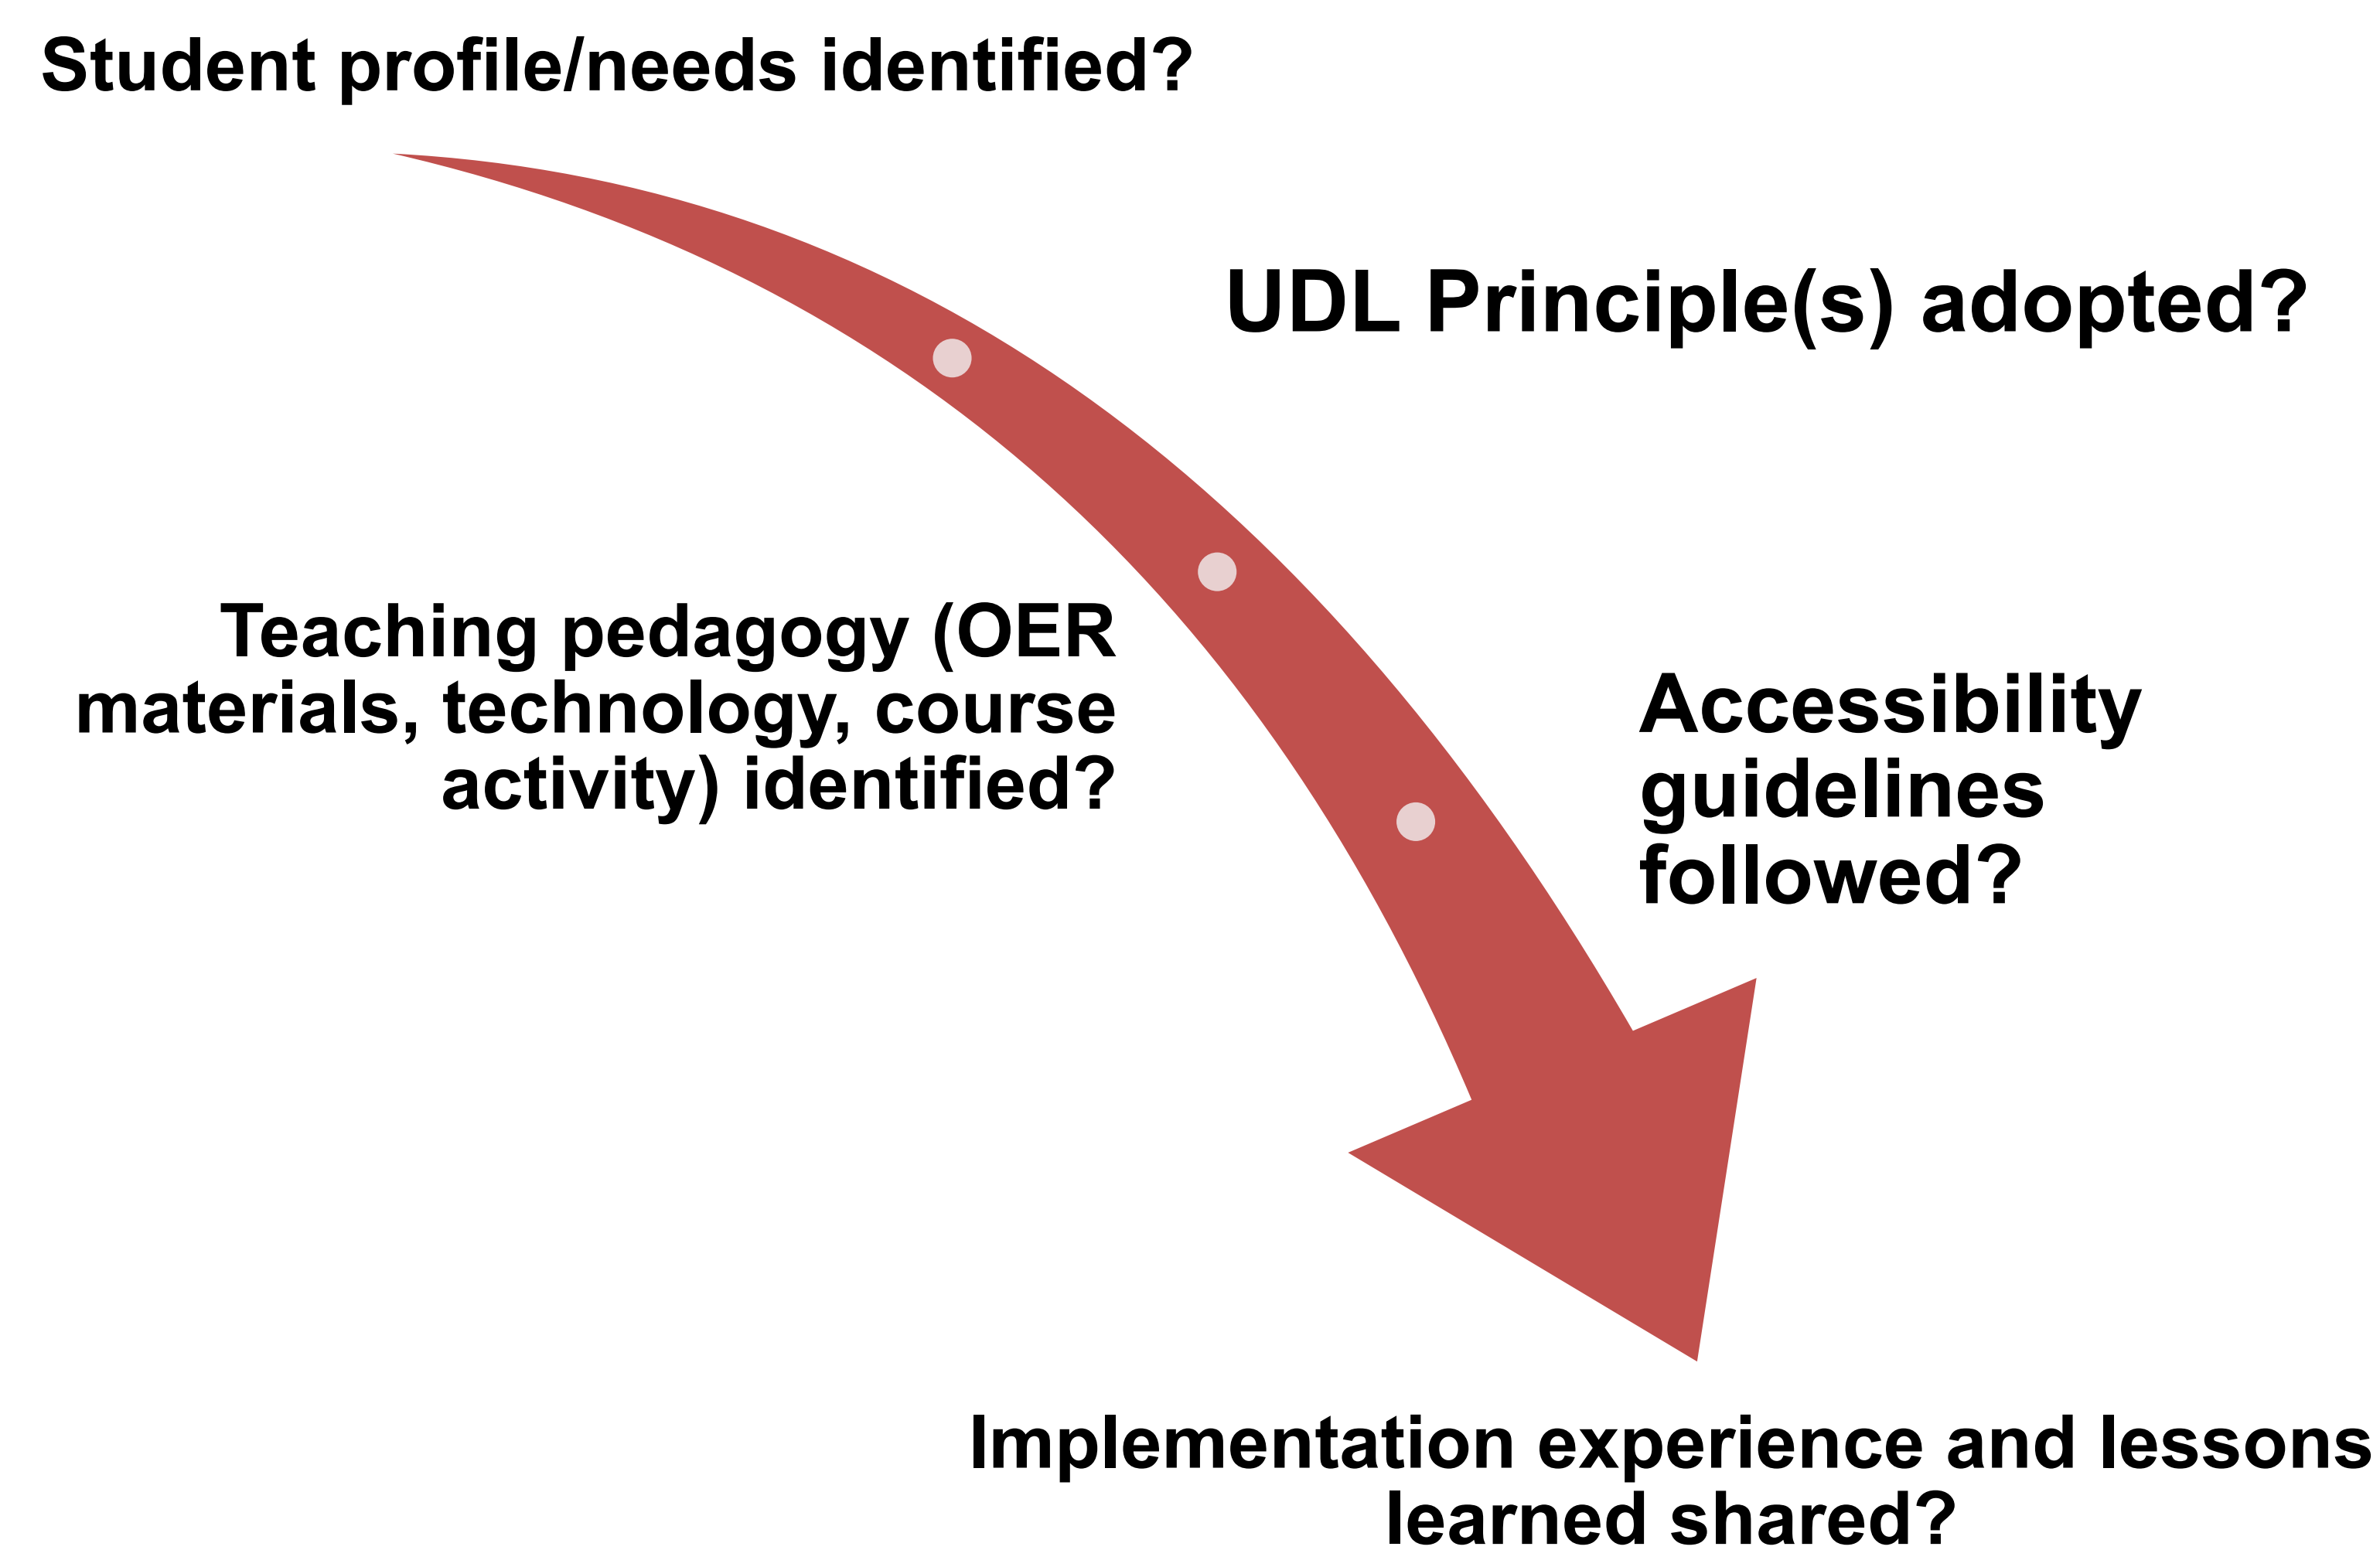 Student profile/needs identified?
UDL Principle(s) adopted?
Teaching pedagogy (OER
materials, technology, course
activity) identified?
Accessibility
guidelines
followed?
Implementation experience and lessons
learned shared?